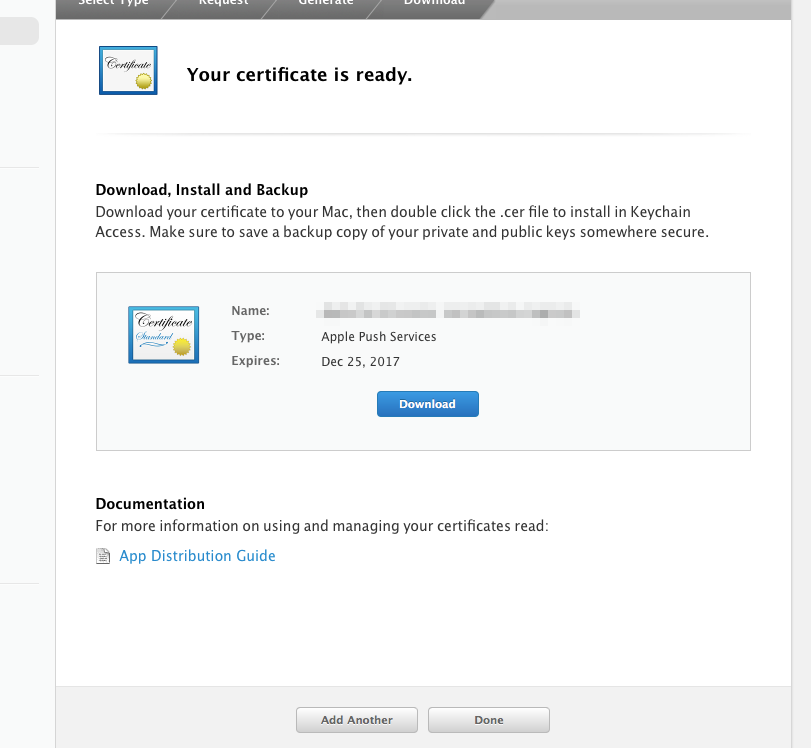 Select Type Request Generate Download
Certificate
Your certificate is ready.
Download, Install and Backup
Download your certificate to your Mac, then double click the .cer file to install in Keychain
Access. Make sure to save a backup copy of your private and public keys somewhere secure.
Certificate
Standard
Name:
Type: Apple Push Services
Expires: Dec 25, 2017
Download
Documentation
For more information on using and managing your certificates read:
App Distribution Guide
Add Another Done